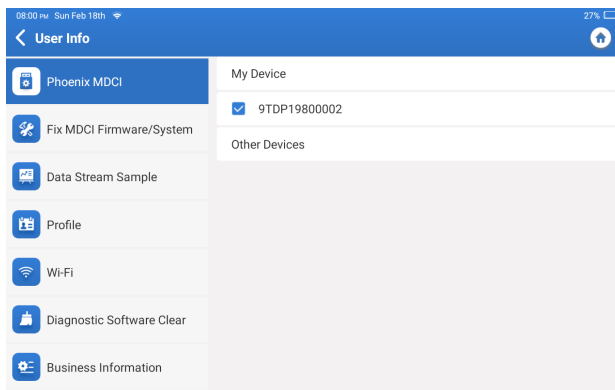 08:00 PM Sun Feb 18th
27%
User Info
Phoenix MDCI
Fix MDCI Firmware/System
Data Stream Sample
Profile
Wi-Fi
Diagnostic Software Clear
Business Information
My Device
9TDP19800002
Other Devices